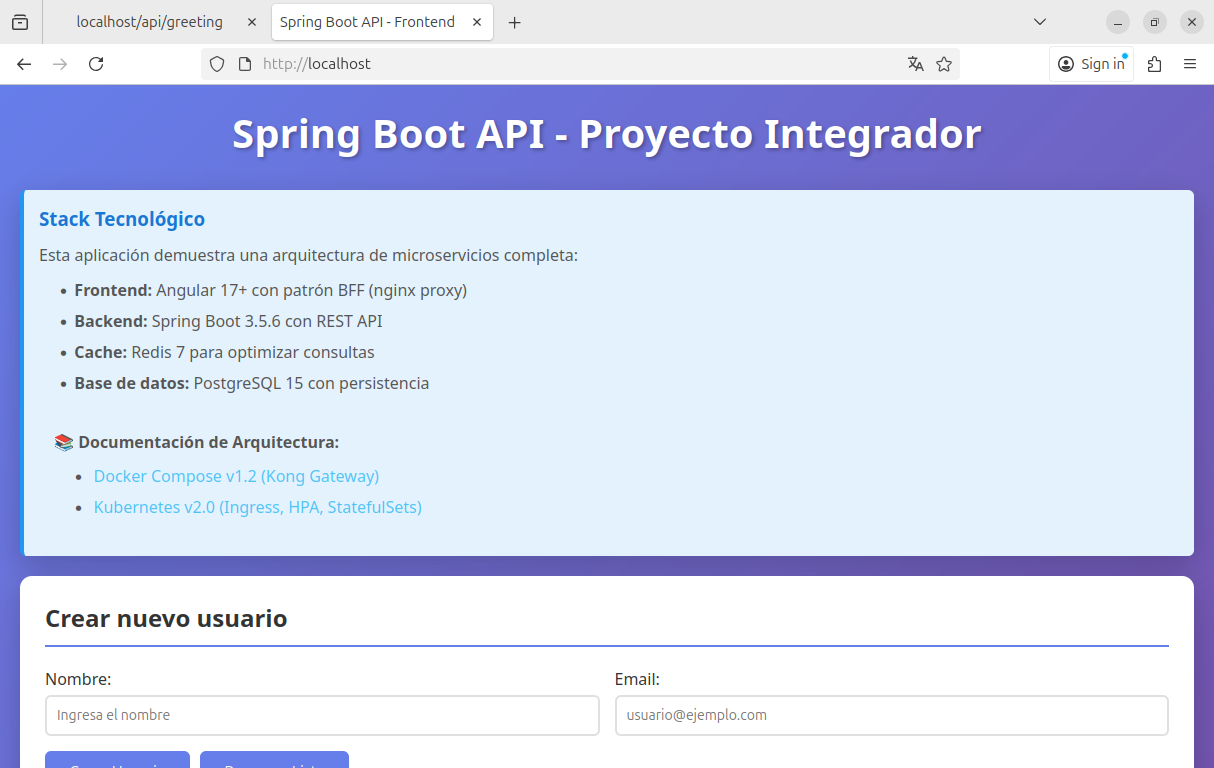 localhost/api/greeting
Spring Boot API - Frontend
http://localhost
Sign in
Spring Boot API - Proyecto Integrador
Stack Tecnológico
Esta aplicación demuestra una arquitectura de microservicios completa:
Frontend: Angular 17+ con patrón BFF (nginx proxy)
Backend: Spring Boot 3.5.6 con REST API
Cache: Redis 7 para optimizar consultas
Base de datos: PostgreSQL 15 con persistencia
📚 Documentación de Arquitectura:
Docker Compose v1.2 (Kong Gateway)
Kubernetes v2.0 (Ingress, HPA, StatefulSets)
Crear nuevo usuario
Nombre:
Email:
Ingresa el nombre
usuario@ejemplo.com